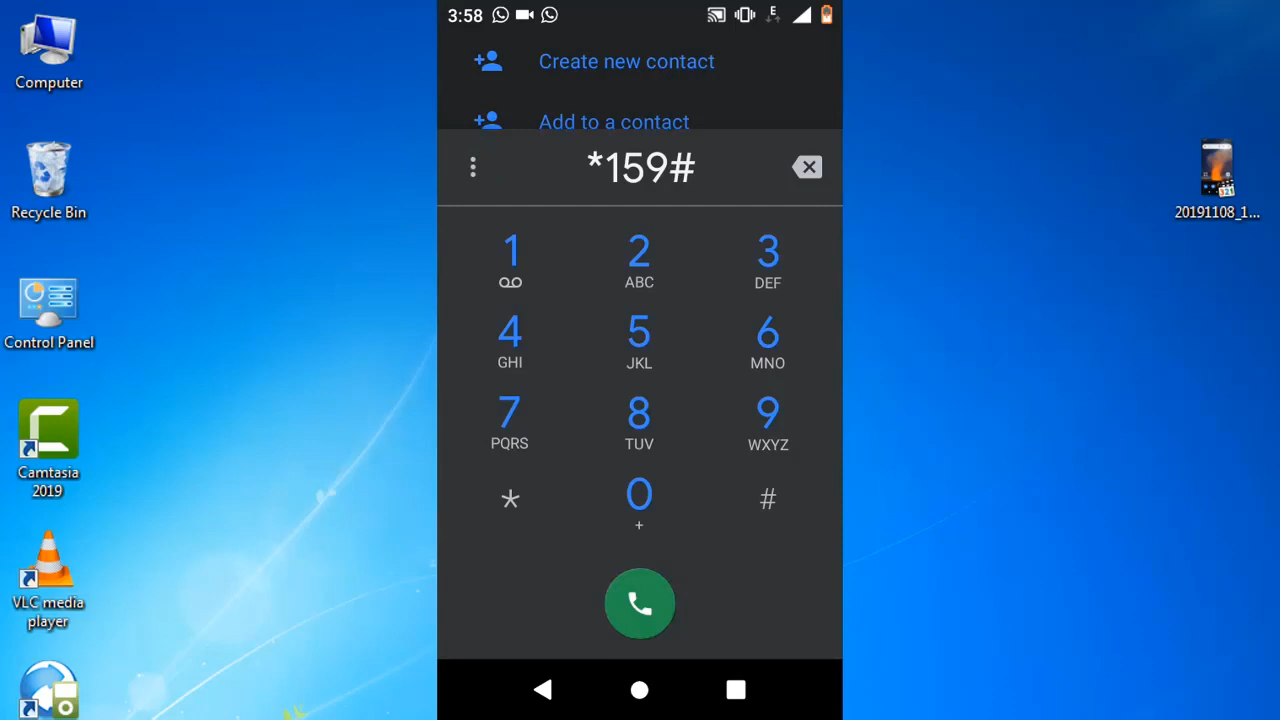 Computer
Recycle Bin
Control Panel
Camtasia
2019
VLC media
player
3:58
E
Create new contact
Add to a contact
*159#
1
2
ABC
3
DEF
4
GHI
5
JKL
6
MNO
7
PQRS
8
TUV
9
WXYZ
*
0
+
#
321
20191108_1...